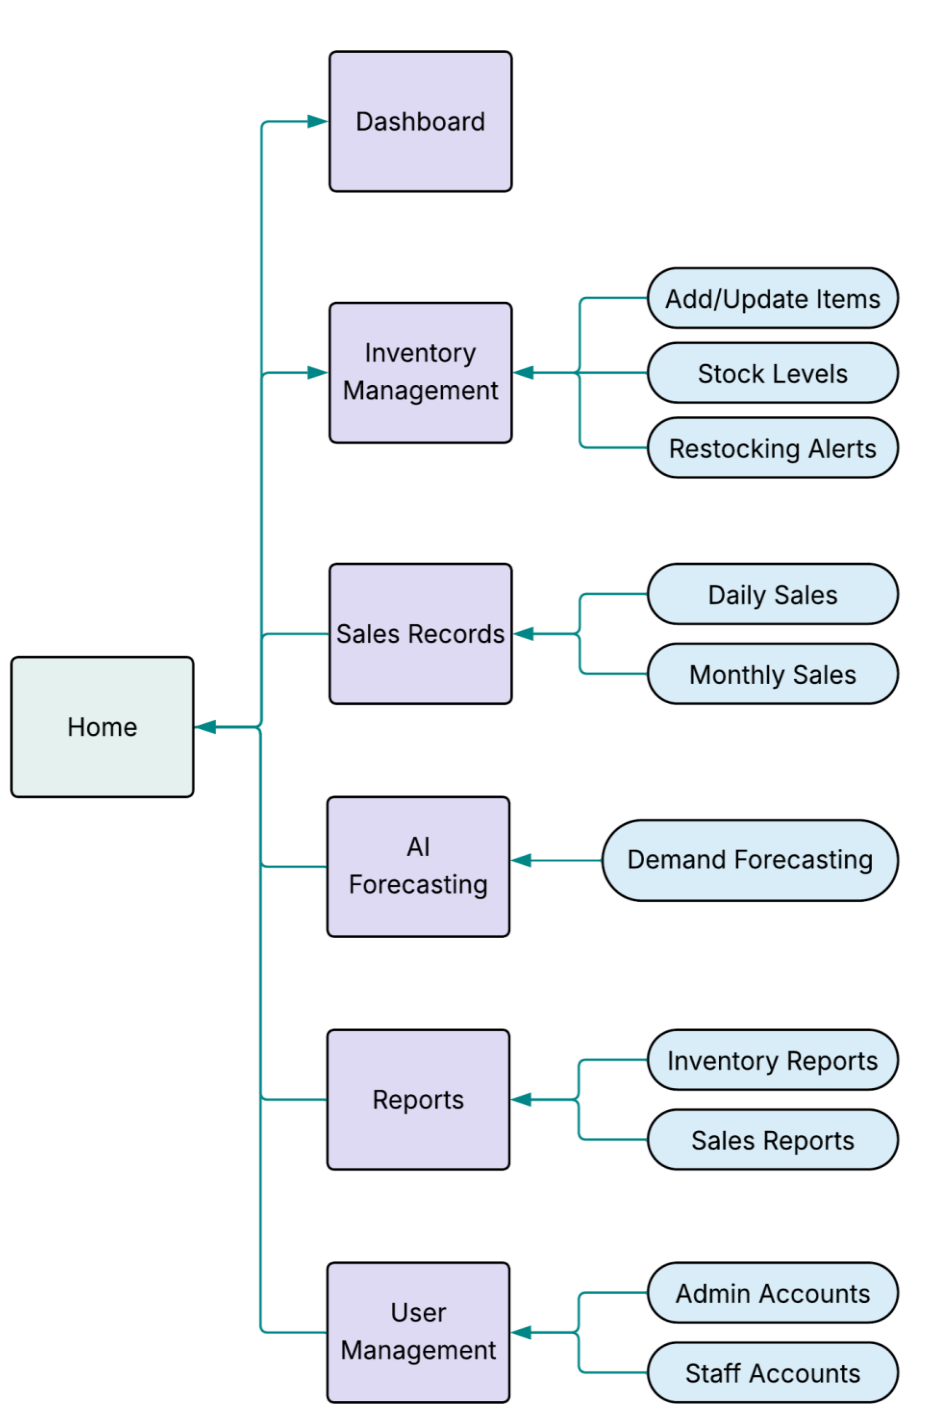 Dashboard
Inventory
Management
Add/Update Items
Stock Levels
Restocking Alerts
Sales Records
Daily Sales
Monthly Sales
Home
AI
Forecasting
Demand Forecasting
Reports
Inventory Reports
Sales Reports
User
Management
Admin Accounts
Staff Accounts